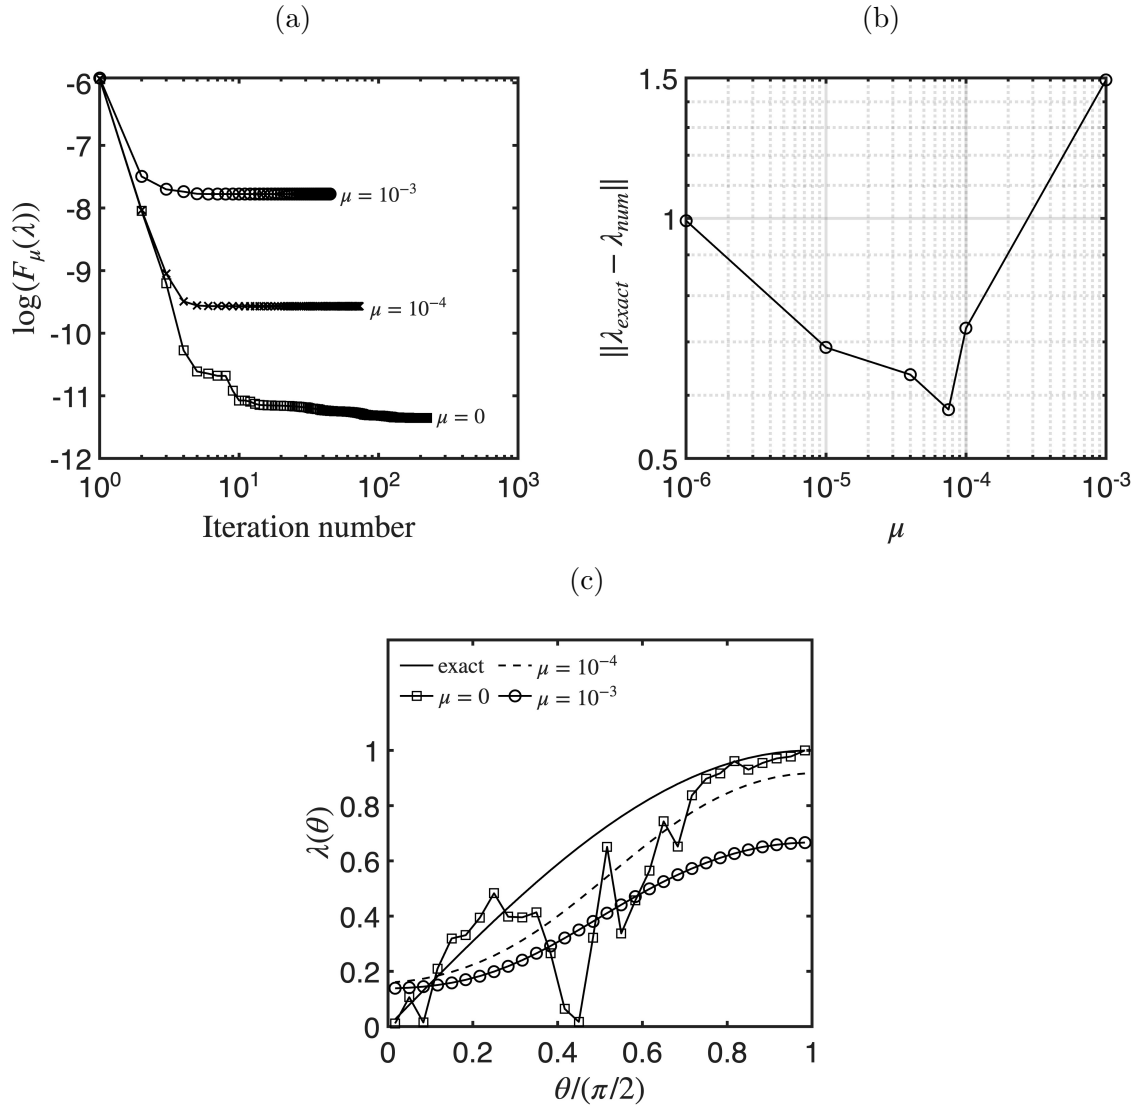 (a)
(b)
-6
-7
-8
-9
-10
-11
-12
log(F_μ(λ))
μ = 10^-3
μ = 10^-4
μ = 0
10^0
10^1
10^2
10^3
Iteration number
1.5
1
0.5
||λ_exact − λ_num||
10^-6
10^-5
10^-4
10^-3
μ
(c)
exact
μ = 10^-4
μ = 0
μ = 10^-3
1
0.8
0.6
0.4
0.2
0
λ(θ)
0
0.2
0.4
0.6
0.8
1
θ/(π/2)